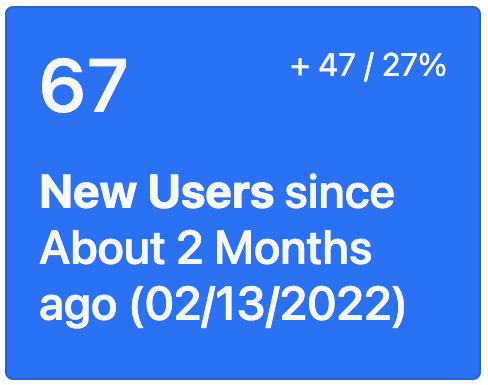 67
+ 47 / 27%
New Users since
About 2 Months
ago (02/13/2022)